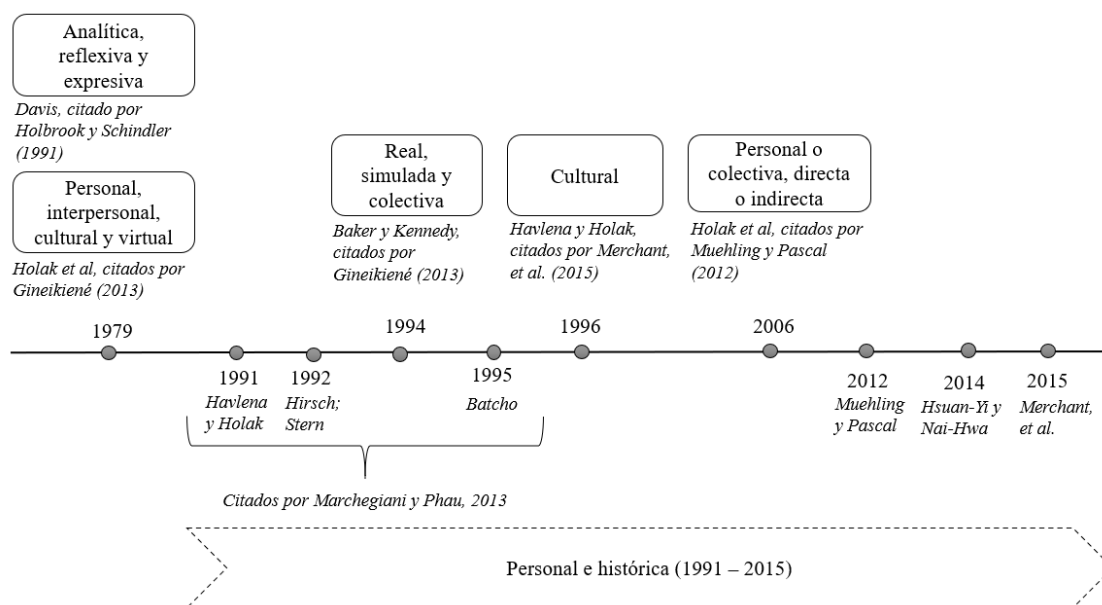 Analítica,
reflexiva y
expresiva
Davis, citado por
Holbrook y Schindler
(1991)
Personal,
interpersonal,
cultural y virtual
Holak et al, citados por
Gineikiené (2013)
Real,
simulada y
colectiva
Baker y Kennedy,
citados por
Gineikiené (2013)
Cultural
Havlena y Holak,
citados por Merchant,
et al. (2015)
Personal o
colectiva, directa
o indirecta
Holak et al, citados por
Muehling y Pascal
(2012)
1979
1994
1996
2006
1991
Havlena
y Holak
1992
Hirsch;
Stern
1995
Batcho
2012
Muehling
y Pascal
2014
Hsuan-Yi y
Nai-Hwa
2015
Merchant,
et al.
Citados por Marchegiani y Phau, 2013
Personal e histórica (1991 – 2015)